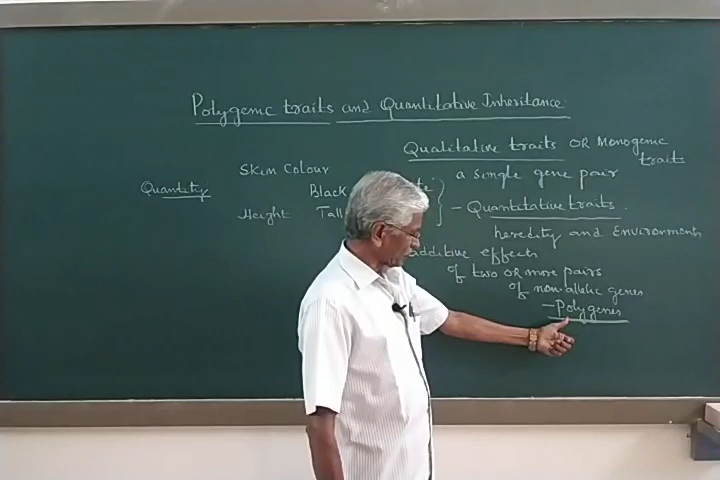 Polygenic traits and Quantitative Inheritance
Qualitative traits OR Monogenic traits
a single gene pair
Skin Colour
Quantity
Black
Height Tall
- Quantitative traits.
heredity and Environments
additive effects
of two or more pairs
of non-allelic genes
- Polygenes